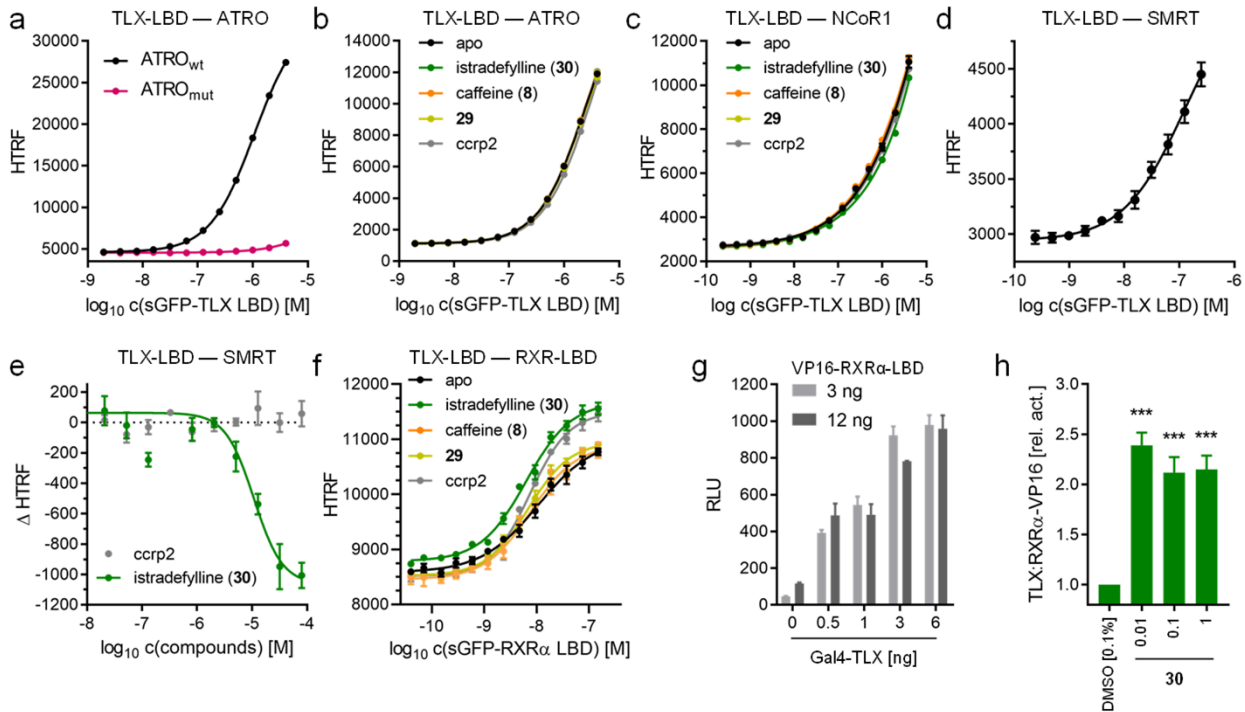 a
TLX-LBD — ATRO
30000
25000
20000
15000
10000
5000
HTRF
ATROwt
ATROmut
-9 -8 -7 -6 -5
log10 c(sGFP-TLX LBD) [M]
b
TLX-LBD — ATRO
14000
12000
10000
8000
6000
4000
2000
0
HTRF
apo
istradefylline (30)
caffeine (8)
29
ccrp2
-9 -8 -7 -6 -5
log10 c(sGFP-TLX LBD) [M]
c
TLX-LBD — NCoR1
12000
10000
8000
6000
4000
2000
HTRF
apo
istradefylline (30)
caffeine (8)
29
ccrp2
-10 -9 -8 -7 -6 -5
log10 c(sGFP-TLX LBD) [M]
d
TLX-LBD — SMRT
4500
4000
3500
3000
HTRF
-10 -9 -8 -7 -6
log c(sGFP-TLX LBD) [M]
e
TLX-LBD — SMRT
200
0
-200
-400
-600
-800
-1000
-1200
Δ HTRF
ccrp2
istradefylline (30)
-8 -7 -6 -5 -4
log10 c(compounds) [M]
f
TLX-LBD — RXR-LBD
12000
11000
10000
9000
8000
HTRF
apo
istradefylline (30)
caffeine (8)
29
ccrp2
-10 -9 -8 -7
log10 c(sGFP-RXRα LBD) [M]
g
VP16-RXRα-LBD
3 ng
12 ng
1200
1000
800
600
400
200
0
RLU
0 0.5 1 3 6
Gal4-TLX [ng]
h
3.0
2.5
2.0
1.5
1.0
TLX:RXRα-VP16 [rel. act.]
*** *** ***
DMSO [0.1%]
0.01
0.1
1
30